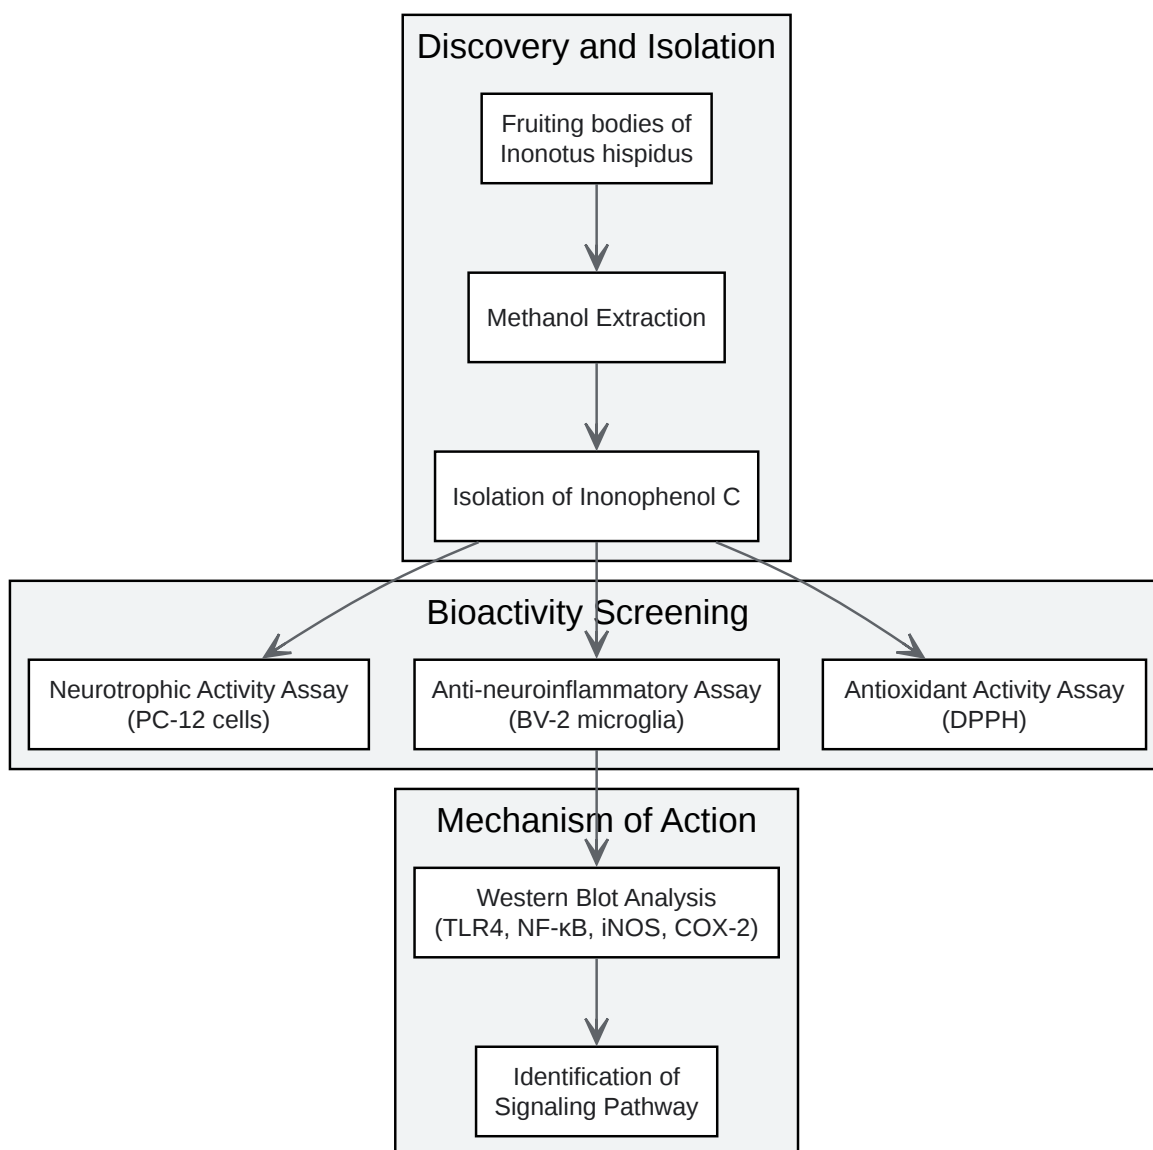 Discovery and Isolation
Fruiting bodies of
Inonotus hispidus
Methanol Extraction
Isolation of Inonophenol C
Bioactivity Screening
Neurotrophic Activity Assay
(PC-12 cells)
Anti-neuroinflammatory Assay
(BV-2 microglia)
Antioxidant Activity Assay
(DPPH)
Mechanism of Action
Western Blot Analysis
(TLR4, NF-κB, iNOS, COX-2)
Identification of
Signaling Pathway